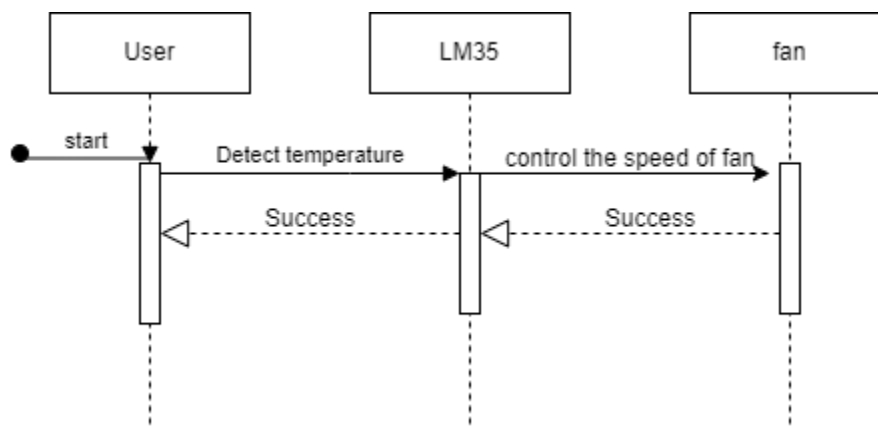 User
LM35
fan
start
Detect temperature
control the speed of fan
Success
Success